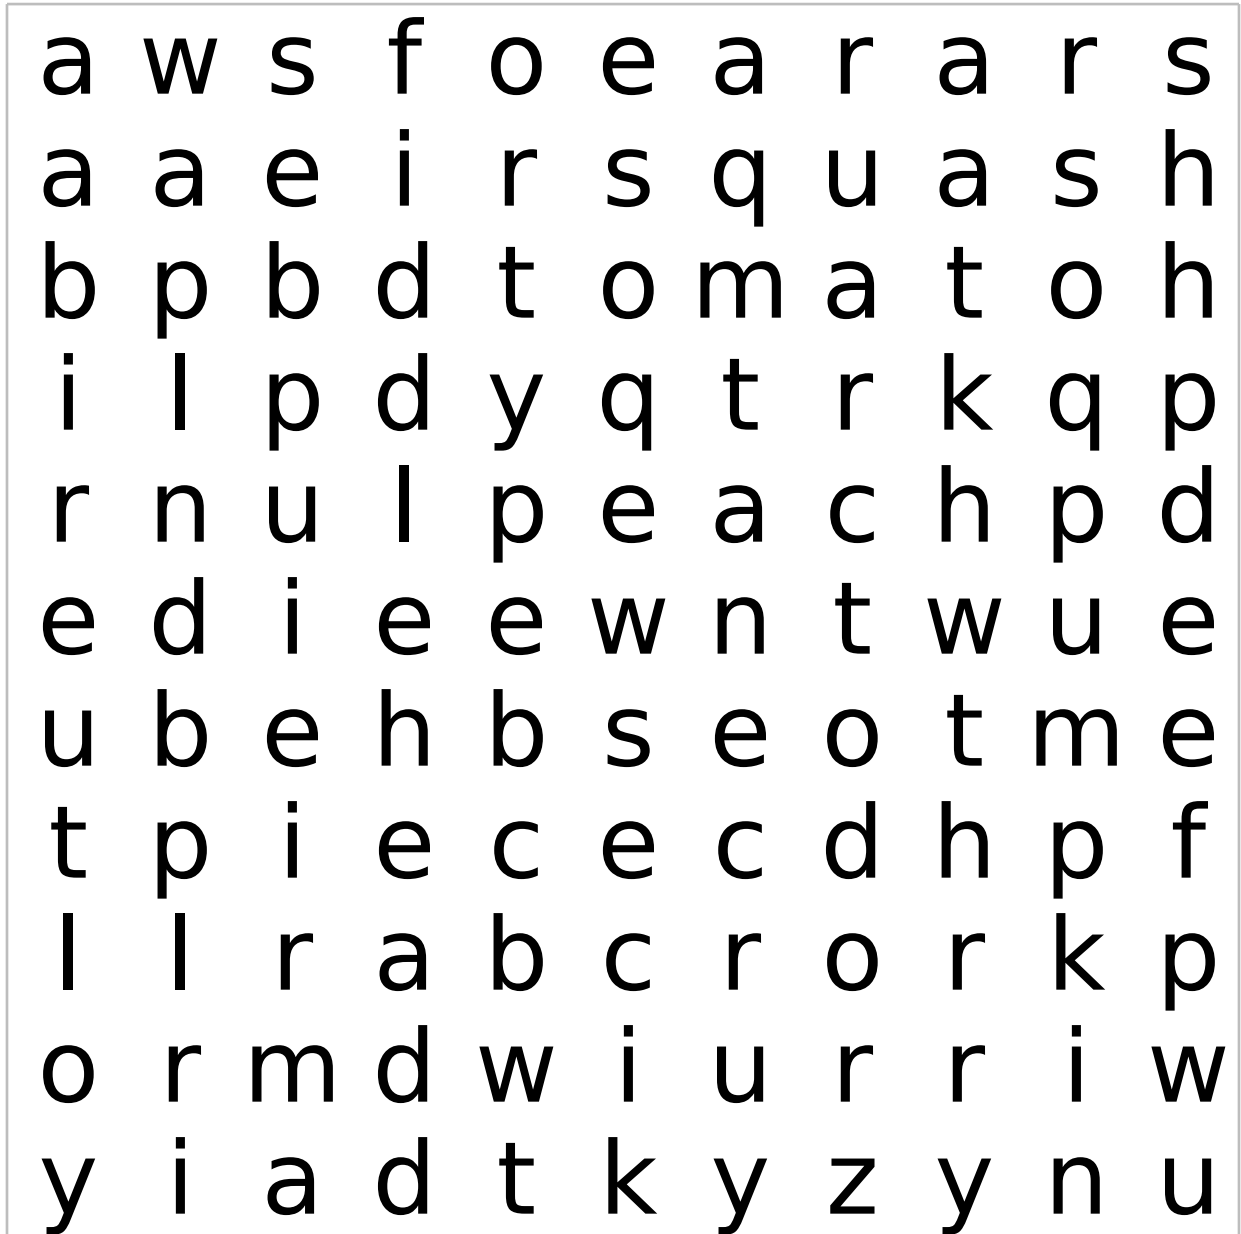 a w s f o e a r a r s
a a e i r s q u a s h
b p b d t o m a t o h
i l p d y q t r k q p
r n u l p e a c h p d
e d i e e w n t w u e
u b e h b s e o t m e
t p i e c e c d h p f
l l r a b c r o r k p
o r m d w i u r r i w
y i a d t k y z y n u